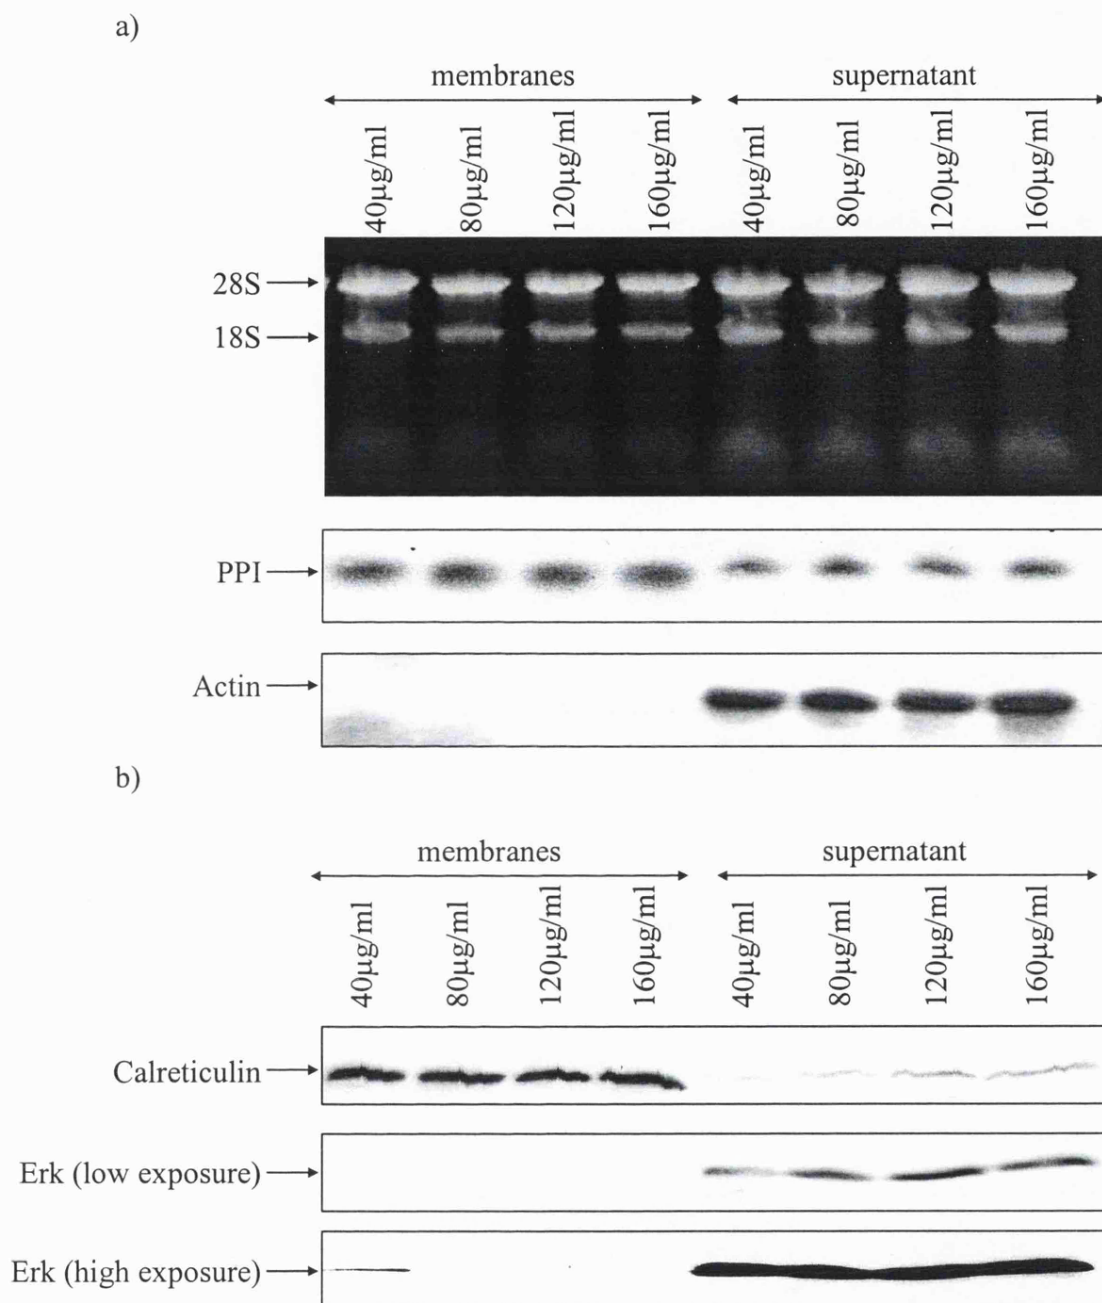 a)
membranes supernatant
40µg/ml 80µg/ml 120µg/ml 160µg/ml 40µg/ml 80µg/ml 120µg/ml 160µg/ml
28S
18S
PPI
Actin
b)
membranes supernatant
40µg/ml 80µg/ml 120µg/ml 160µg/ml 40µg/ml 80µg/ml 120µg/ml 160µg/ml
Calreticulin
Erk (low exposure)
Erk (high exposure)